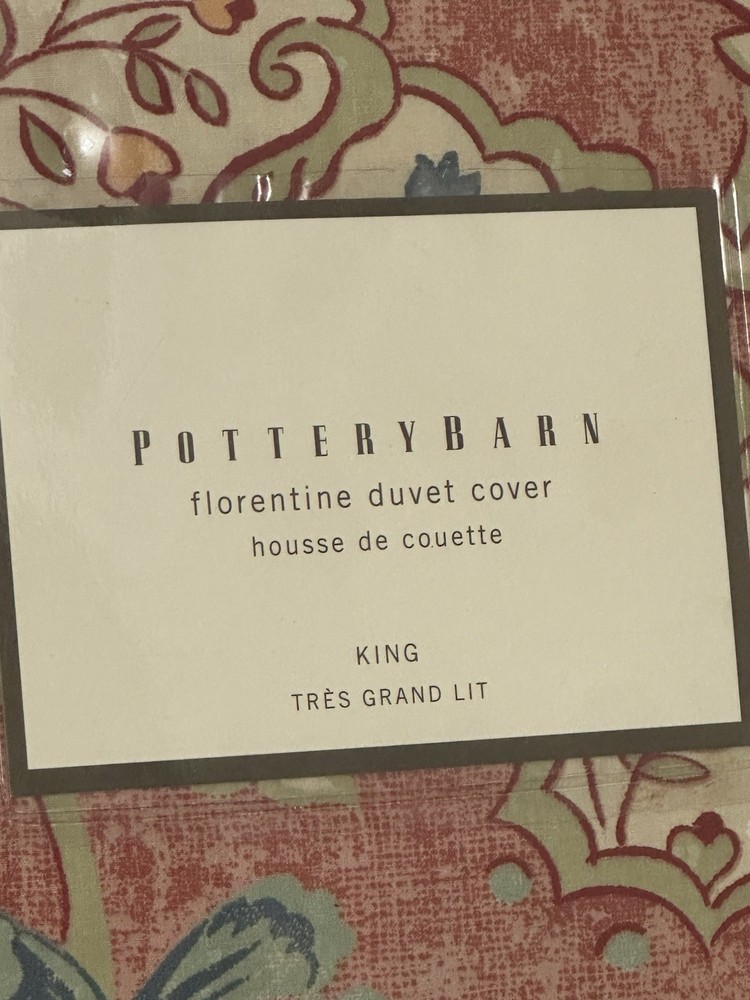 POTTERYBARN
florentine duvet cover
housse de couette
KING
TRÈS GRAND LIT